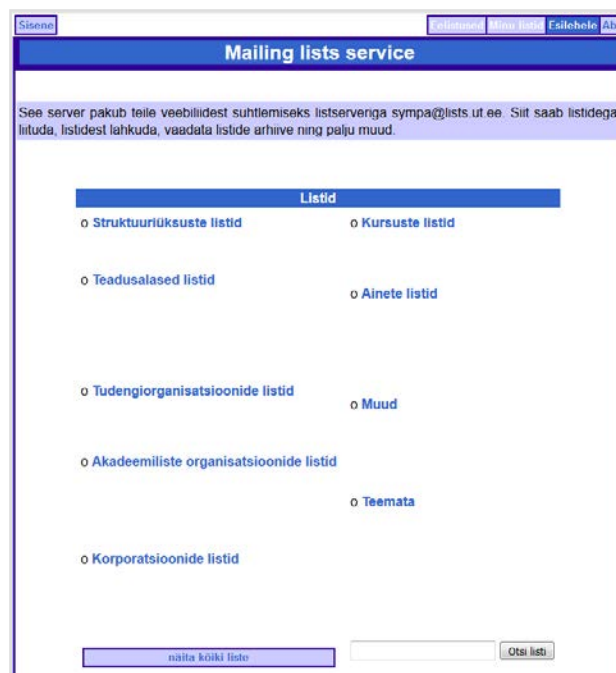 Sisene
Eelistused Minu listid Esilehele Ab
Mailing lists service
See server pakub teile veebiliidest suhtlemiseks listserveriga sympa@lists.ut.ee. Siit saab listidega
liituda, listidest lahkuda, vaadata listide arhiive ning palju muud.
Listid
o Struktuuriüksuste listid
o Kursuste listid
o Teadusalased listid
o Ainete listid
o Tudengiorganisatsioonide listid
o Muud
o Akadeemiliste organisatsioonide listid
o Teemata
o Korporatsioonide listid
näita kõiki liste
Otsi listi